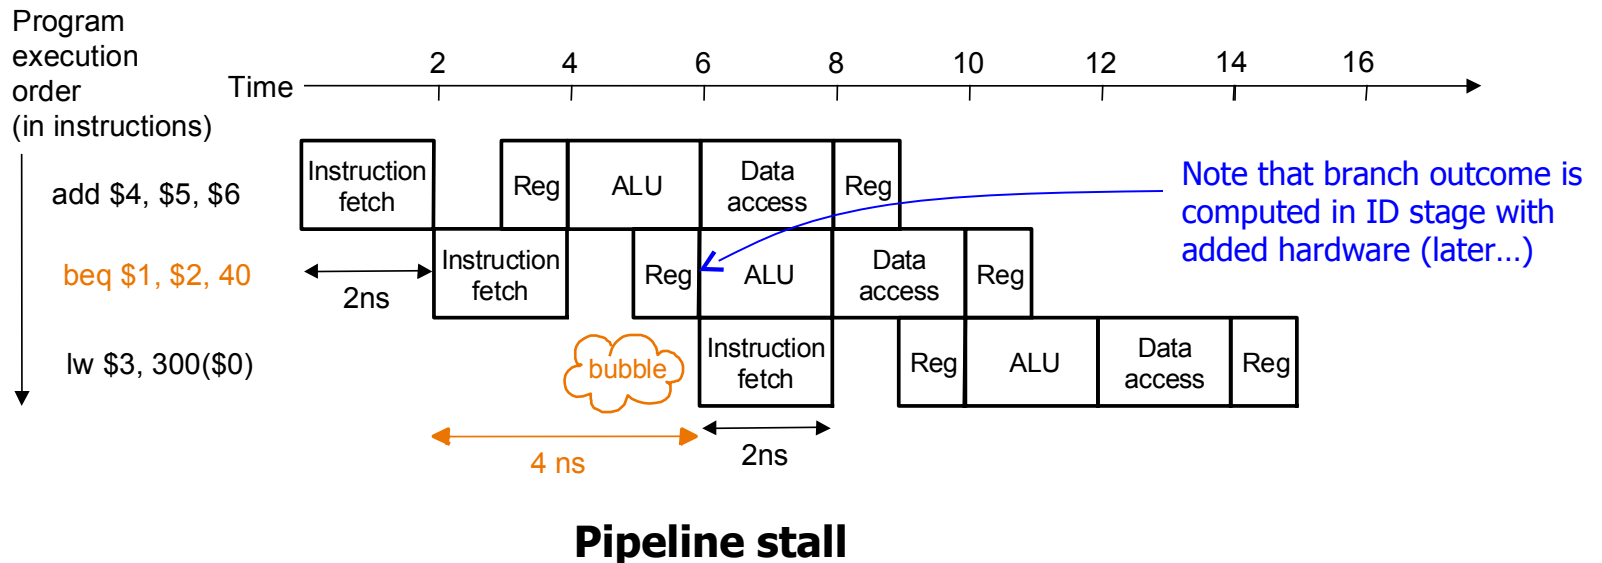 Program
execution
order
(in instructions)
Time
2 4 6 8 10 12 14 16
add $4, $5, $6
Instruction
fetch
Reg
ALU
Data
access
Reg
Note that branch outcome is
computed in ID stage with
added hardware (later…)
beq $1, $2, 40
2ns
Instruction
fetch
Reg
ALU
Data
access
Reg
lw $3, 300($0)
bubble
Instruction
fetch
Reg
ALU
Data
access
Reg
4 ns
2ns
Pipeline stall